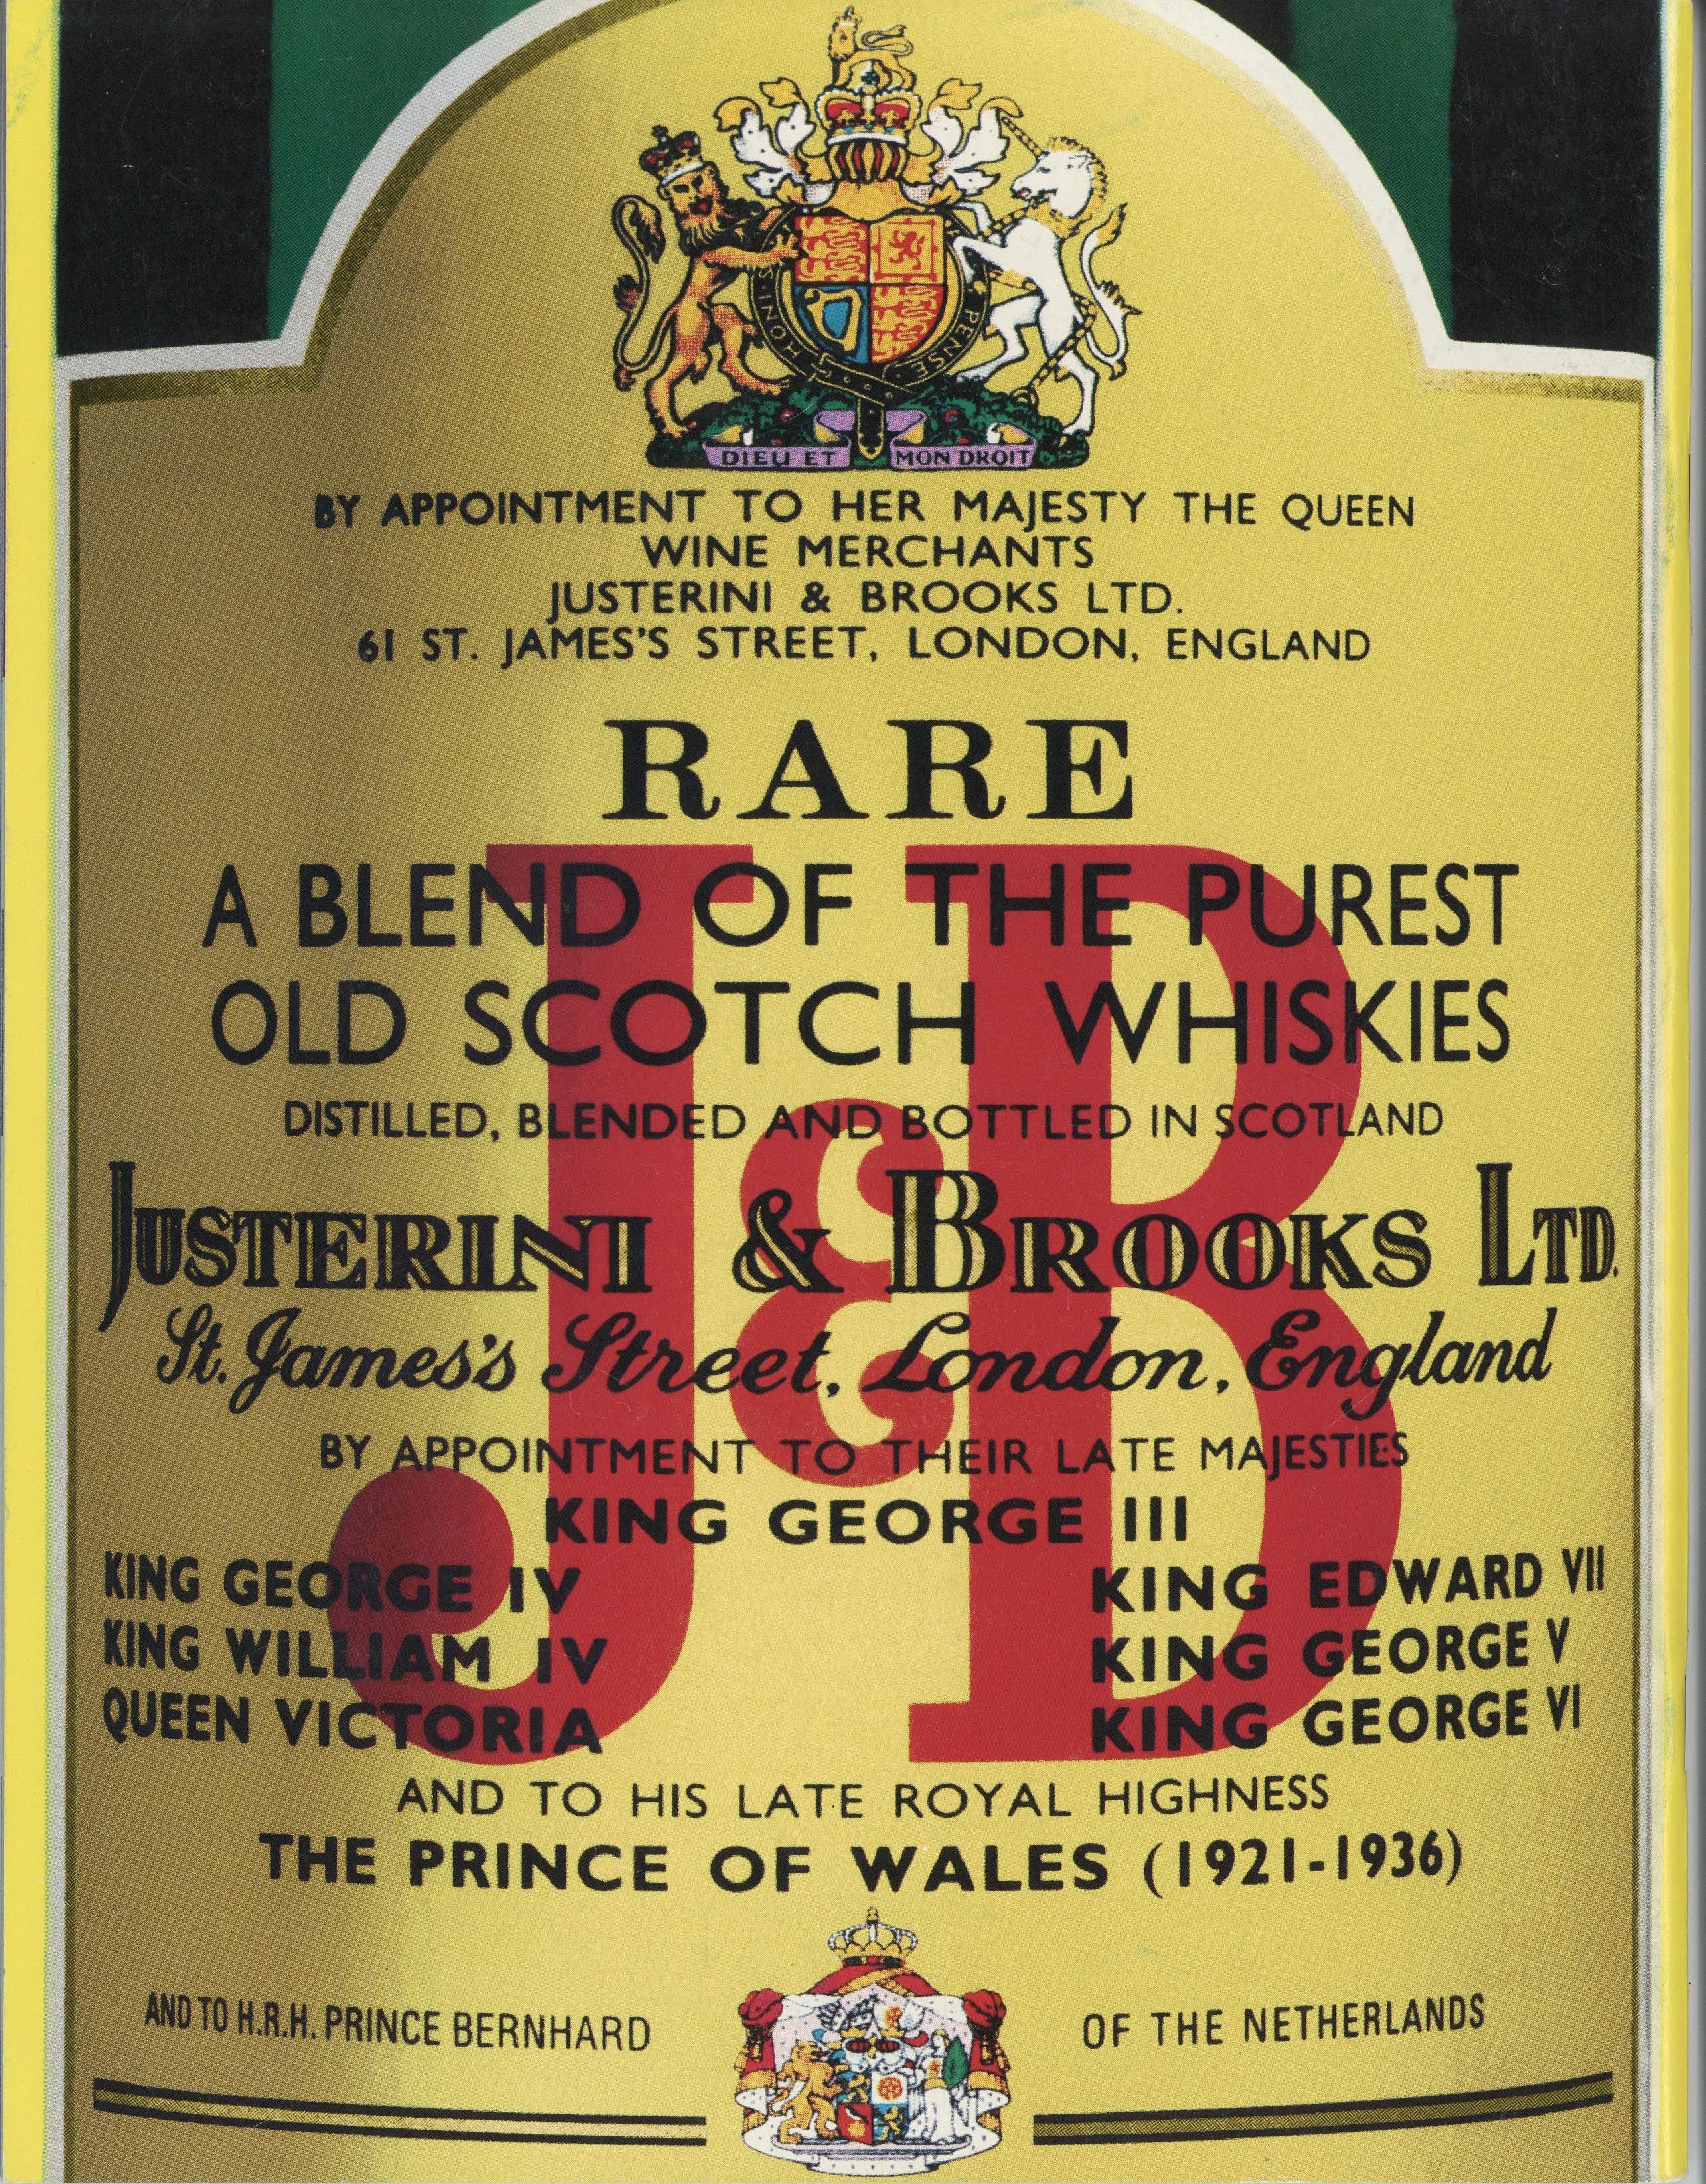 HONI S
PENSE
DIEU ET MON DROIT
BY APPOINTMENT TO HER MAJESTY THE QUEEN
WINE MERCHANTS
JUSTERINI & BROOKS LTD.
61 ST. JAMES'S STREET, LONDON, ENGLAND
RARE
J&B
A BLEND OF THE PUREST
OLD SCOTCH WHISKIES
DISTILLED, BLENDED AND BOTTLED IN SCOTLAND
JUSTERINI & BROOKS LTD.
St. James's Street, London, England
BY APPOINTMENT TO THEIR LATE MAJESTIES
KING GEORGE III
KING GEORGE IV KING EDWARD VII
KING WILLIAM IV KING GEORGE V
QUEEN VICTORIA KING GEORGE VI
AND TO HIS LATE ROYAL HIGHNESS
THE PRINCE OF WALES (1921-1936)
AND TO H.R.H. PRINCE BERNHARD OF THE NETHERLANDS